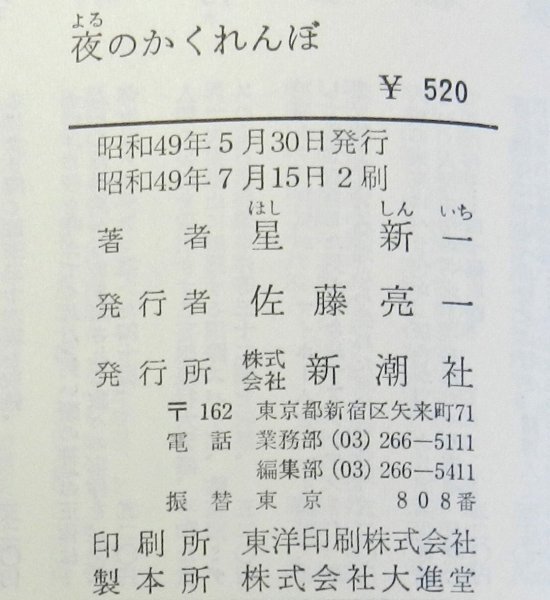 よる
夜のかくれんぼ
¥ 520
昭和49年5月30日発行
昭和49年7月15日2刷
はし しん いち
著者 星 新一
発行者 佐藤亮一
発行所 株式会社 新潮社
〒162 東京都新宿区矢来町71
電話 業務部(03)266—5111
編集部(03)266—5411
振替 東京 808番
印刷所 東洋印刷株式会社
製本所 株式会社大進堂